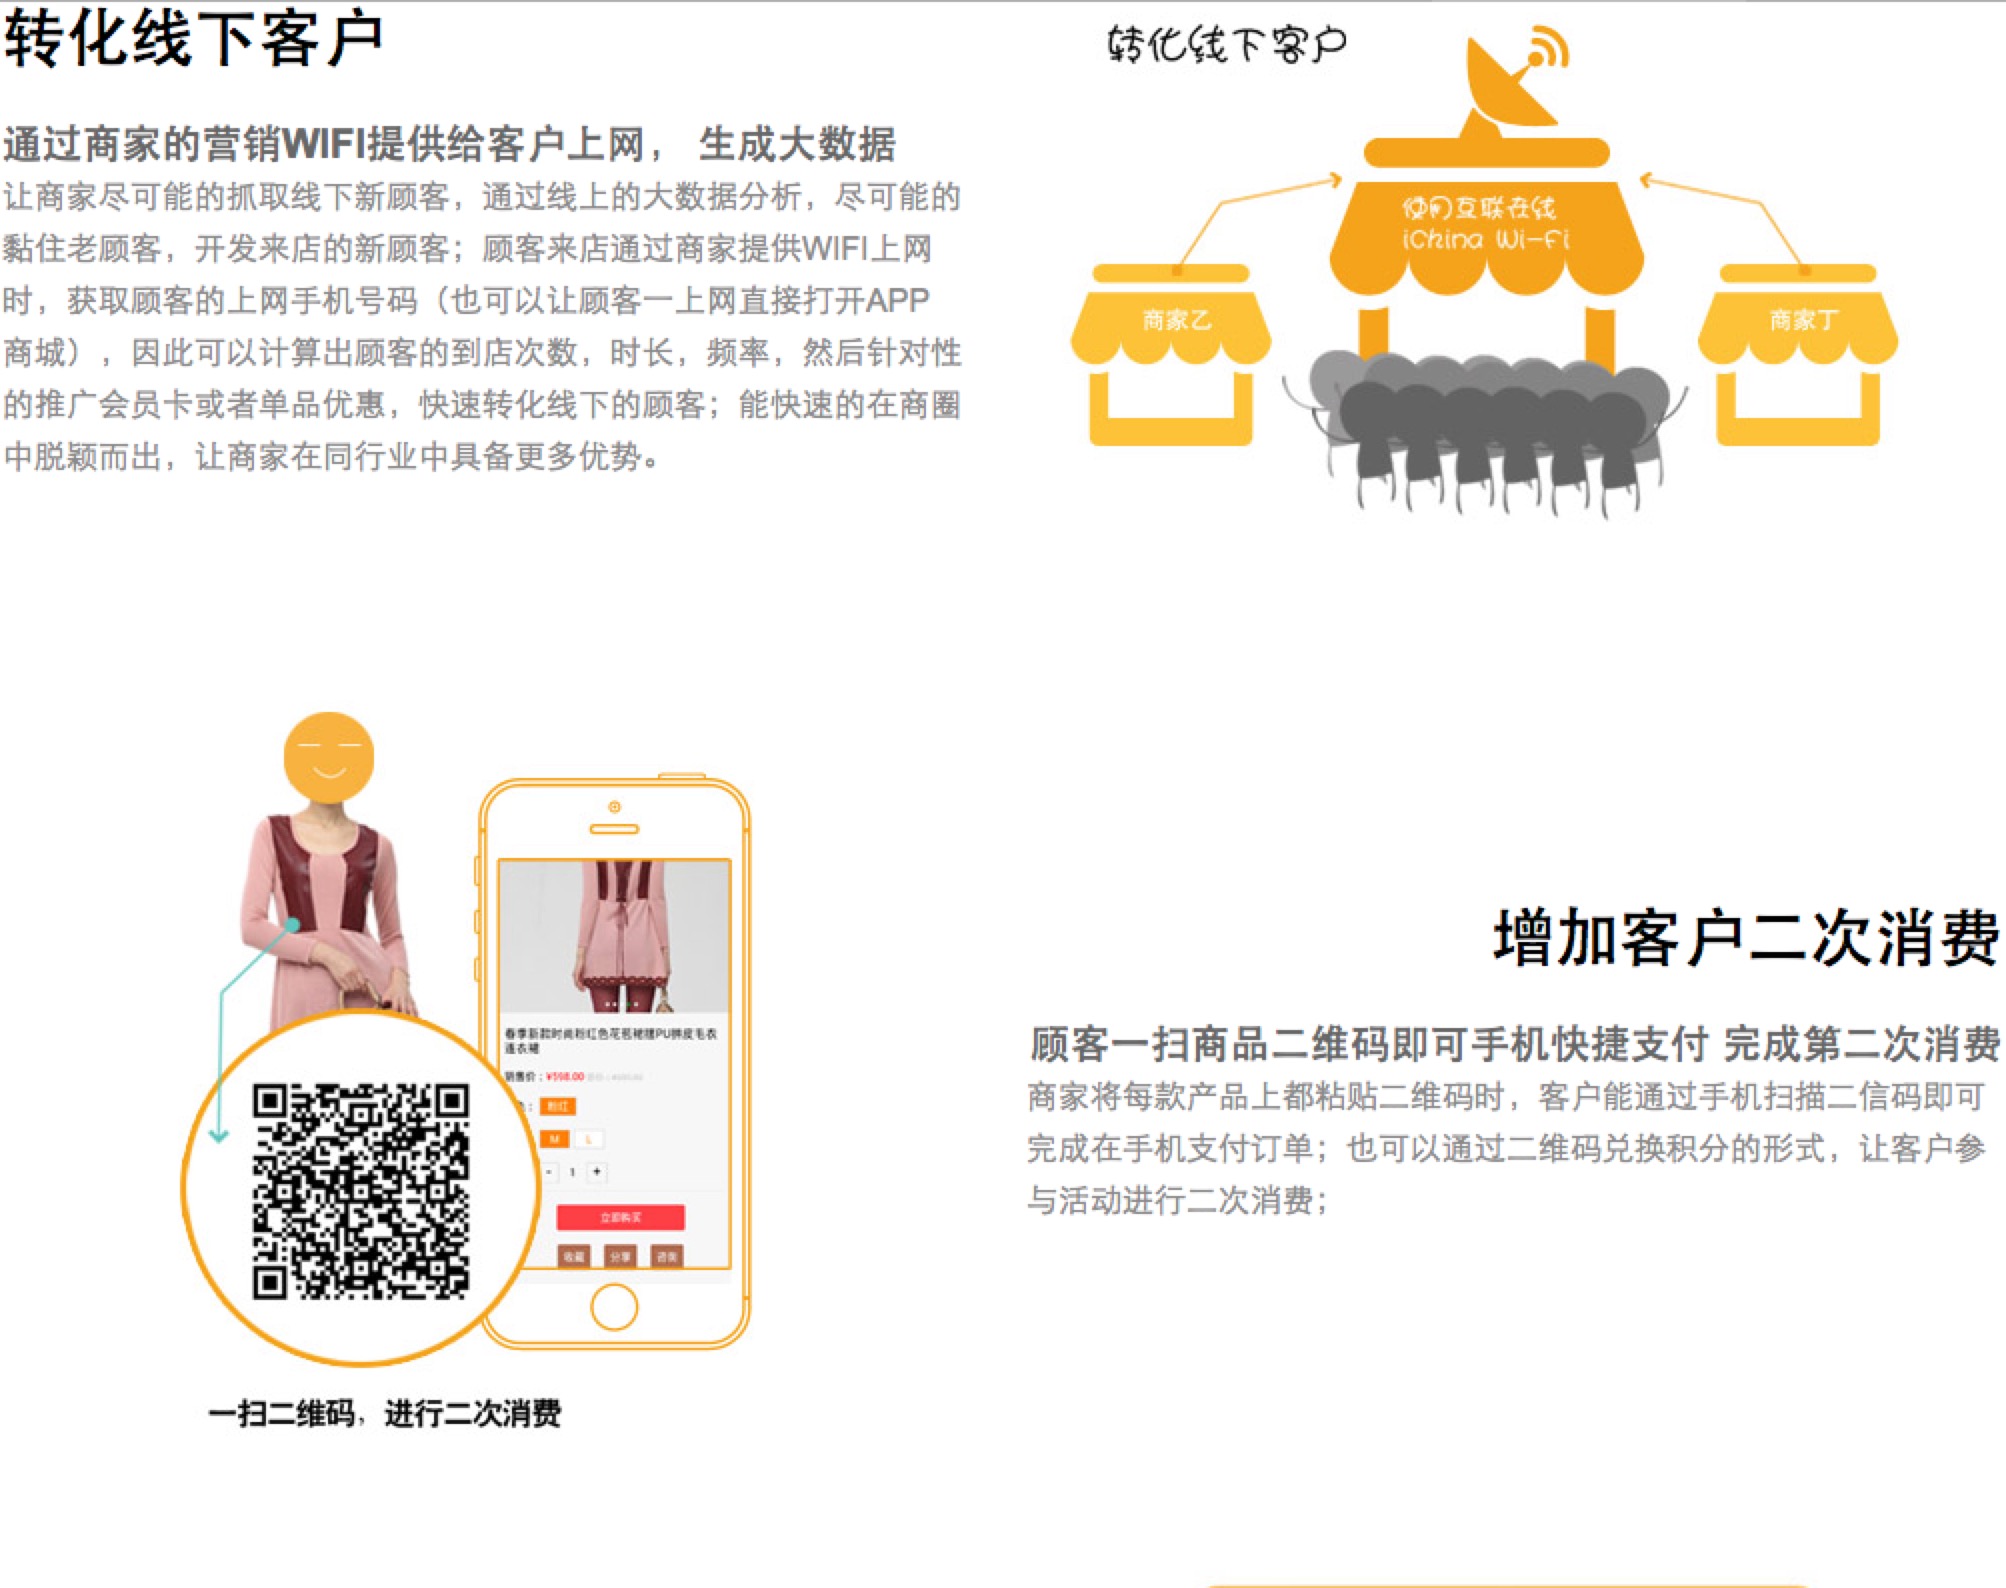 转化线下客户
通过商家的营销WIFI提供给客户上网， 生成大数据
让商家尽可能的抓取线下新顾客，通过线上的大数据分析，尽可能的
黏住老顾客，开发来店的新顾客；顾客来店通过商家提供WIFI上网
时，获取顾客的上网手机号码（也可以让顾客一上网直接打开APP
商城），因此可以计算出顾客的到店次数，时长，频率，然后针对性
的推广会员卡或者单品优惠，快速转化线下的顾客；能快速的在商圈
中脱颖而出，让商家在同行业中具备更多优势。
转化线下客户
使用互联在线
iChina Wi-Fi
商家乙
商家丁
春季新款时尚粉红色花苞裙摆PU拼皮毛衣
连衣裙
销售价：¥598.00
粉红
M L
- 1 +
立即购买
收藏 分享 咨询
一扫二维码，进行二次消费
增加客户二次消费
顾客一扫商品二维码即可手机快捷支付 完成第二次消费
商家将每款产品上都粘贴二维码时，客户能通过手机扫描二信码即可
完成在手机支付订单；也可以通过二维码兑换积分的形式，让客户参
与活动进行二次消费；